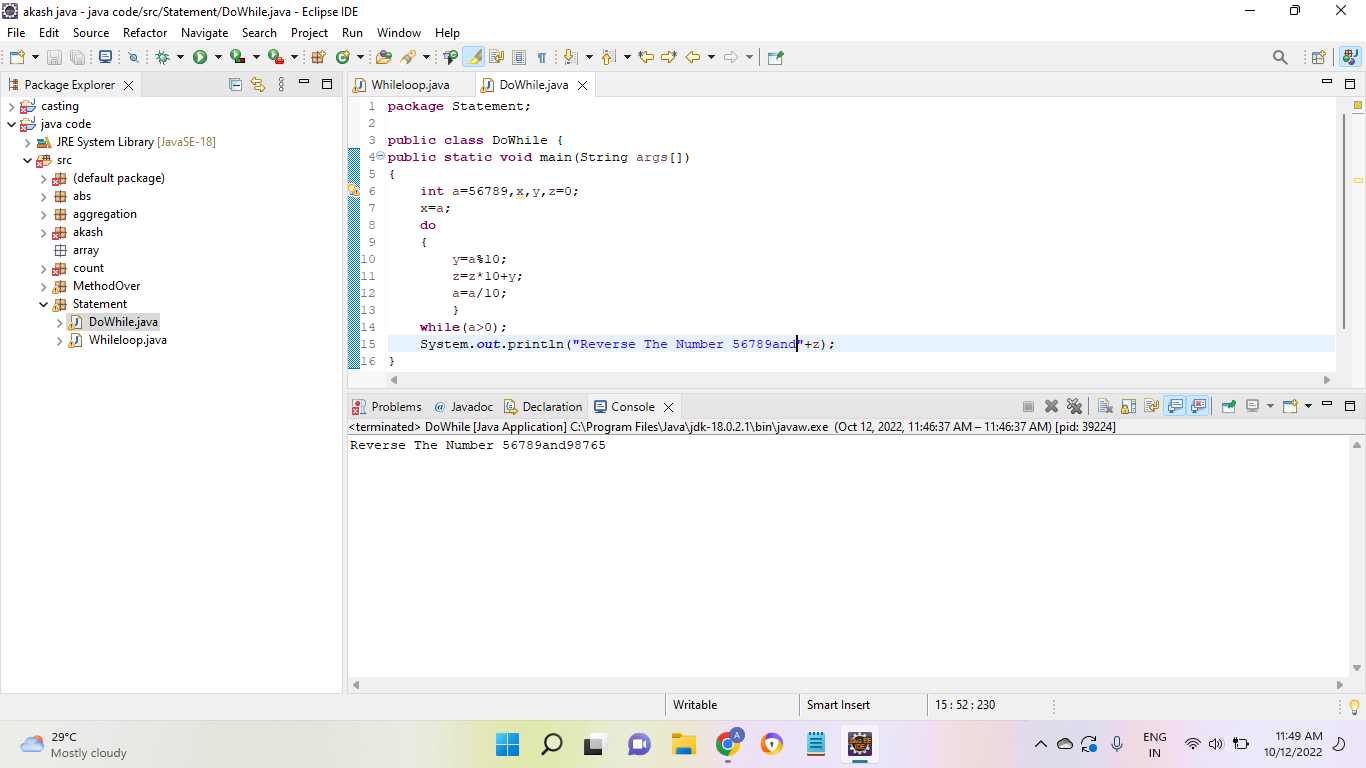 akash java - java code/src/Statement/DoWhile.java - Eclipse IDE
File Edit Source Refactor Navigate Search Project Run Window Help
Package Explorer
Whileloop.java DoWhile.java
casting
java code
JRE System Library [JavaSE-18]
src
(default package)
abs
aggregation
akash
array
count
MethodOver
Statement
DoWhile.java
Whileloop.java
1 package Statement;
2
3 public class DoWhile {
4 public static void main(String args[])
5 {
6 int a=56789,x,y,z=0;
7 x=a;
8 do
9 {
10 y=a%10;
11 z=z*10+y;
12 a=a/10;
13 }
14 while(a>0);
15 System.out.println("Reverse The Number 56789and"+z);
16 }
Problems @ Javadoc Declaration Console
<terminated> DoWhile [Java Application] C:\Program Files\Java\jdk-18.0.2.1\bin\javaw.exe (Oct 12, 2022, 11:46:37 AM – 11:46:37 AM) [pid: 39224]
Reverse The Number 56789and98765
Writable Smart Insert 15 : 52 : 230
29°C
Mostly cloudy
A
JAVA EE
IDE
ENG
IN
11:49 AM
10/12/2022